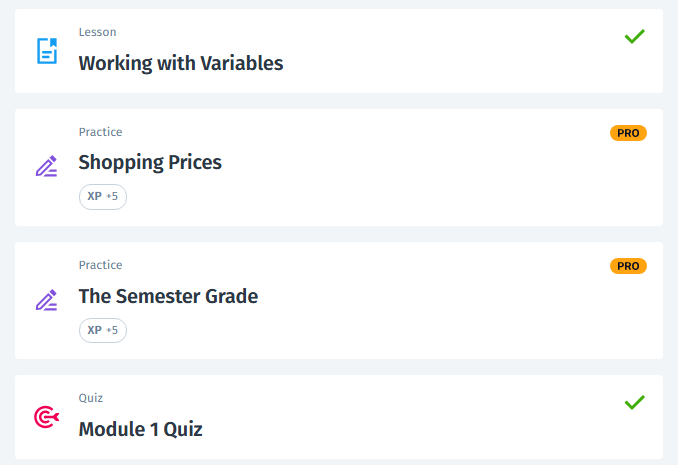 Lesson
Working with Variables
Practice
PRO
Shopping Prices
XP +5
Practice
PRO
The Semester Grade
XP +5
Quiz
Module 1 Quiz